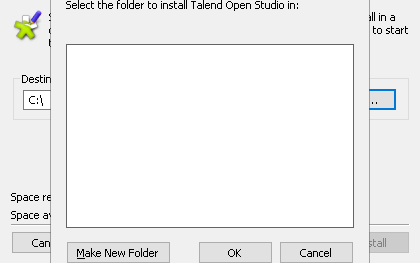 Select the folder to install Talend Open Studio in:
all in a
to start
Destin
C:\
...
Space re
Space av
Can
stall
Make New Folder
OK
Cancel